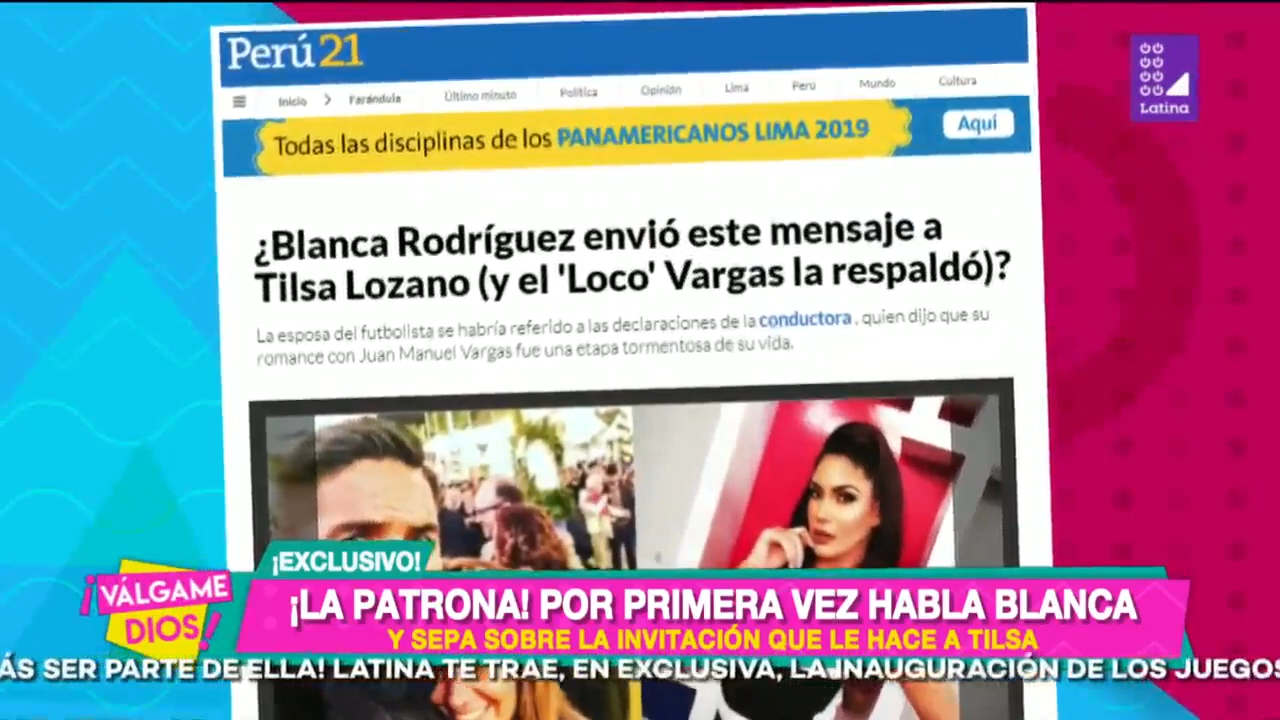 Perú21
Latina
Inicio > Farándula Último minuto Política Opinión Lima Perú Mundo Cultura
Todas las disciplinas de los PANAMERICANOS LIMA 2019 Aquí
¿Blanca Rodríguez envió este mensaje a
Tilsa Lozano (y el 'Loco' Vargas la respaldó)?
La esposa del futbolista se habría referido a las declaraciones de la conductora, quien dijo que su
romance con Juan Manuel Vargas fue una etapa tormentosa de su vida.
¡EXCLUSIVO!
¡VÁLGAME
DIOS!
¡LA PATRONA! POR PRIMERA VEZ HABLA BLANCA
Y SEPA SOBRE LA INVITACIÓN QUE LE HACE A TILSA
ÁS SER PARTE DE ELLA! LATINA TE TRAE, EN EXCLUSIVA, LA INAUGURACIÓN DE LOS JUEGOS